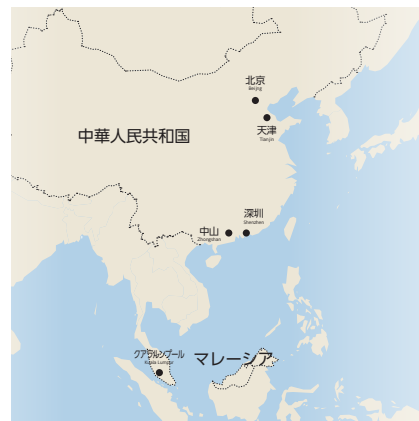 北京
Beijing
天津
Tianjin
中華人民共和国
深圳
Shenzhen
中山
Zhongshan
クアラルンプール
Kuala Lumpur
マレーシア